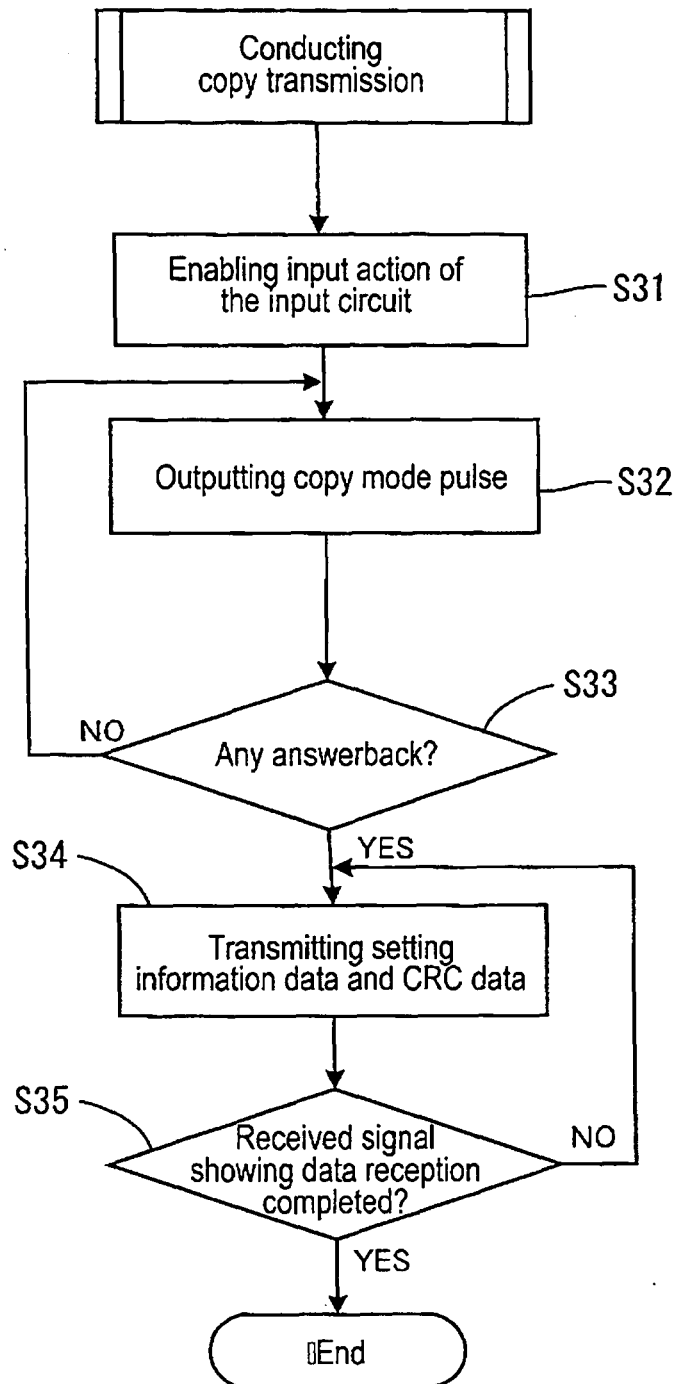 Conducting
copy transmission
Enabling input action of
the input circuit
S31
Outputting copy mode pulse
S32
S33
Any answerback?
NO
YES
S34
Transmitting setting
information data and CRC data
S35
Received signal
showing data reception
completed?
NO
YES
▯End